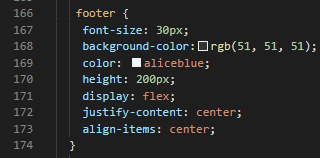 166 footer {
167 font-size: 30px;
168 background-color: rgb(51, 51, 51);
169 color: aliceblue;
170 height: 200px;
171 display: flex;
172 justify-content: center;
173 align-items: center;
174 }